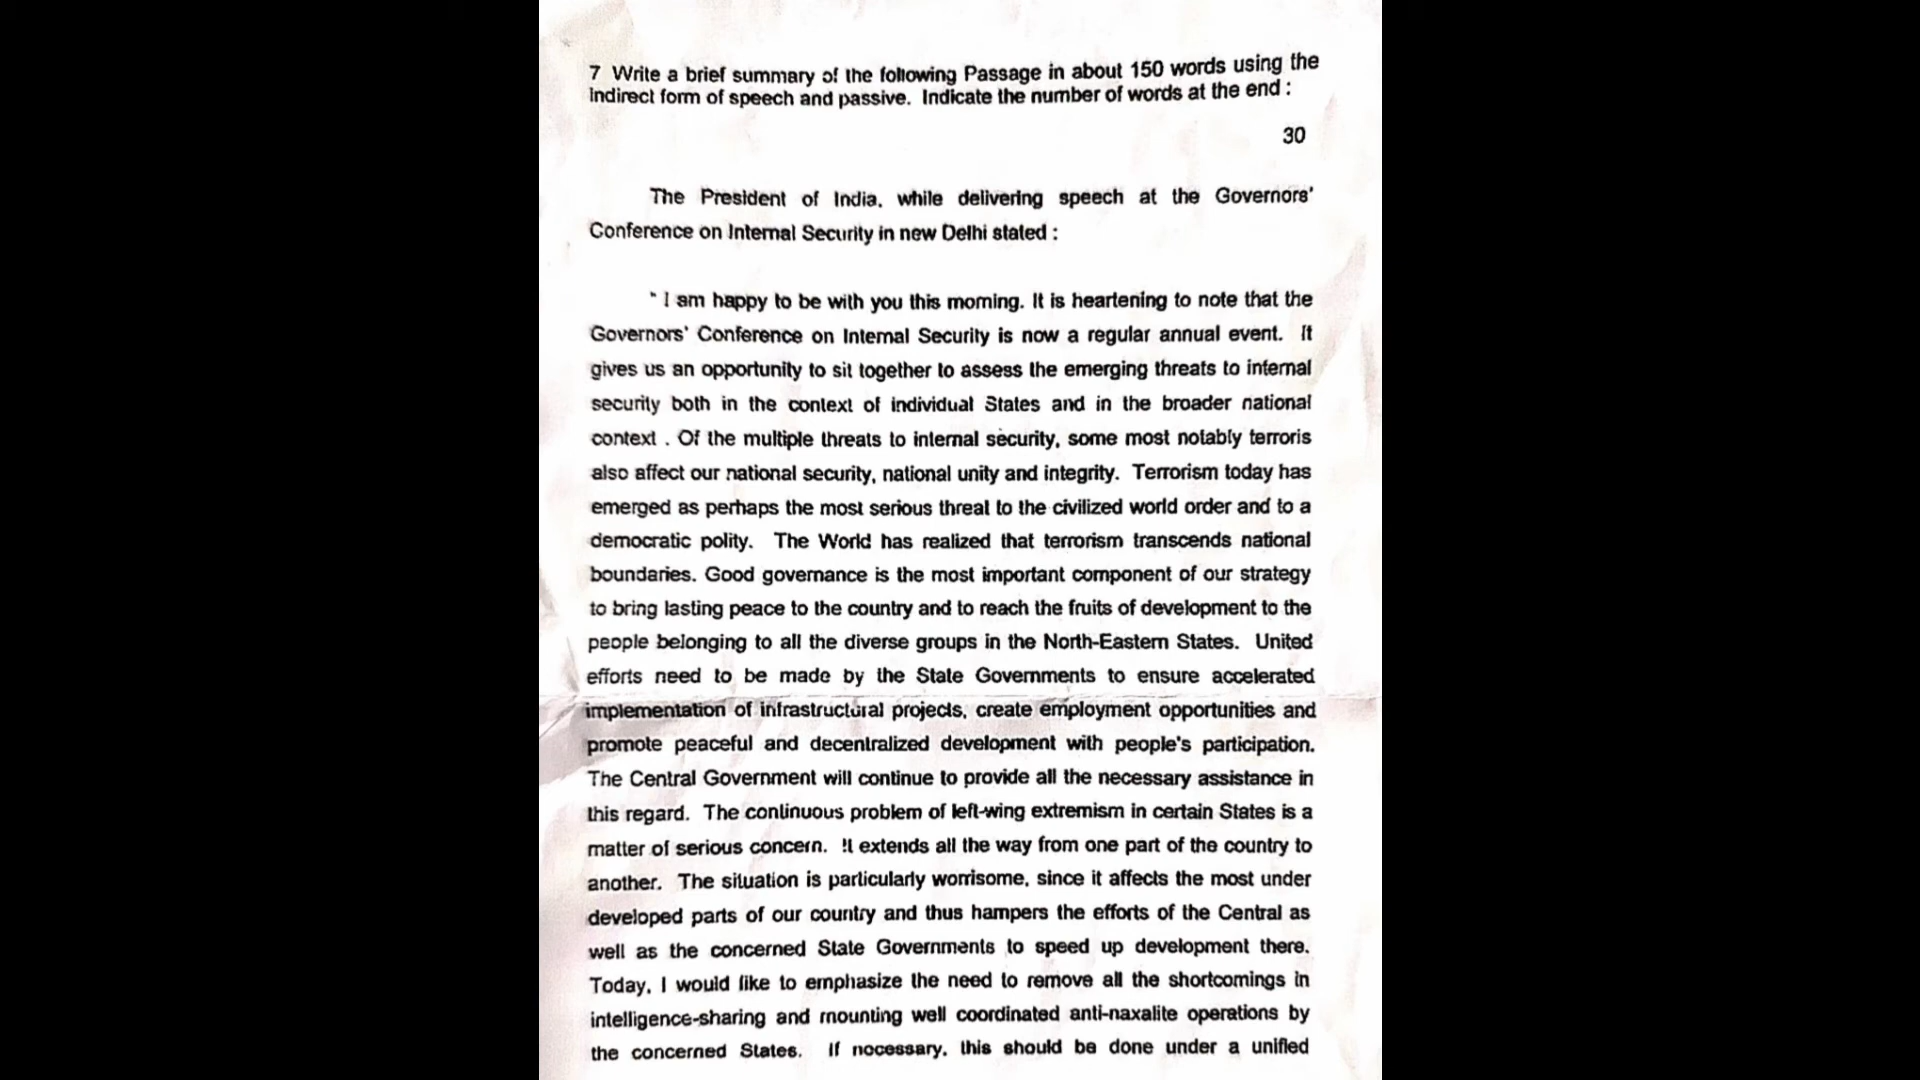 7 Write a brief summary of the following Passage in about 150 words using the
Indirect form of speech and passive. Indicate the number of words at the end :
30
The President of India, while delivering speech at the Governors'
Conference on Internal Security in new Delhi stated :
" I am happy to be with you this morning. It is heartening to note that the
Governors' Conference on Internal Security is now a regular annual event. It
gives us an opportunity to sit together to assess the emerging threats to internal
security both in the context of individual States and in the broader national
context . Of the multiple threats to internal security, some most notably terroris
also affect our national security, national unity and integrity. Terrorism today has
emerged as perhaps the most serious threat to the civilized world order and to a
democratic polity. The World has realized that terrorism transcends national
boundaries. Good governance is the most important component of our strategy
to bring lasting peace to the country and to reach the fruits of development to the
people belonging to all the diverse groups in the North-Eastern States. United
efforts need to be made by the State Governments to ensure accelerated
implementation of infrastructural projects, create employment opportunities and
promote peaceful and decentralized development with people's participation.
The Central Government will continue to provide all the necessary assistance in
this regard. The continuous problem of left-wing extremism in certain States is a
matter of serious concern. It extends all the way from one part of the country to
another. The situation is particularly worrisome, since it affects the most under
developed parts of our country and thus hampers the efforts of the Central as
well as the concerned State Governments to speed up development there.
Today, I would like to emphasize the need to remove all the shortcomings in
intelligence-sharing and mounting well coordinated anti-naxalite operations by
the concerned States. If necessary, this should be done under a unified